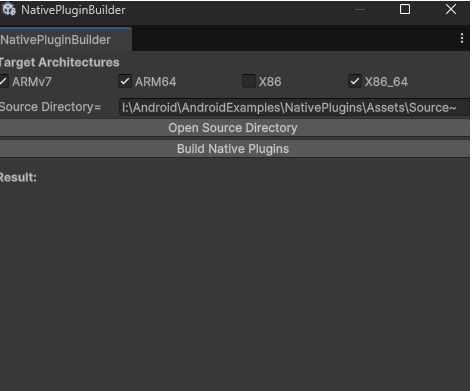 NativePluginBuilder
NativePluginBuilder
Target Architectures
ARMv7 ARM64 X86 X86_64
Source Directory= I:\Android\AndroidExamples\NativePlugins\Assets\Source~
Open Source Directory
Build Native Plugins
Result: